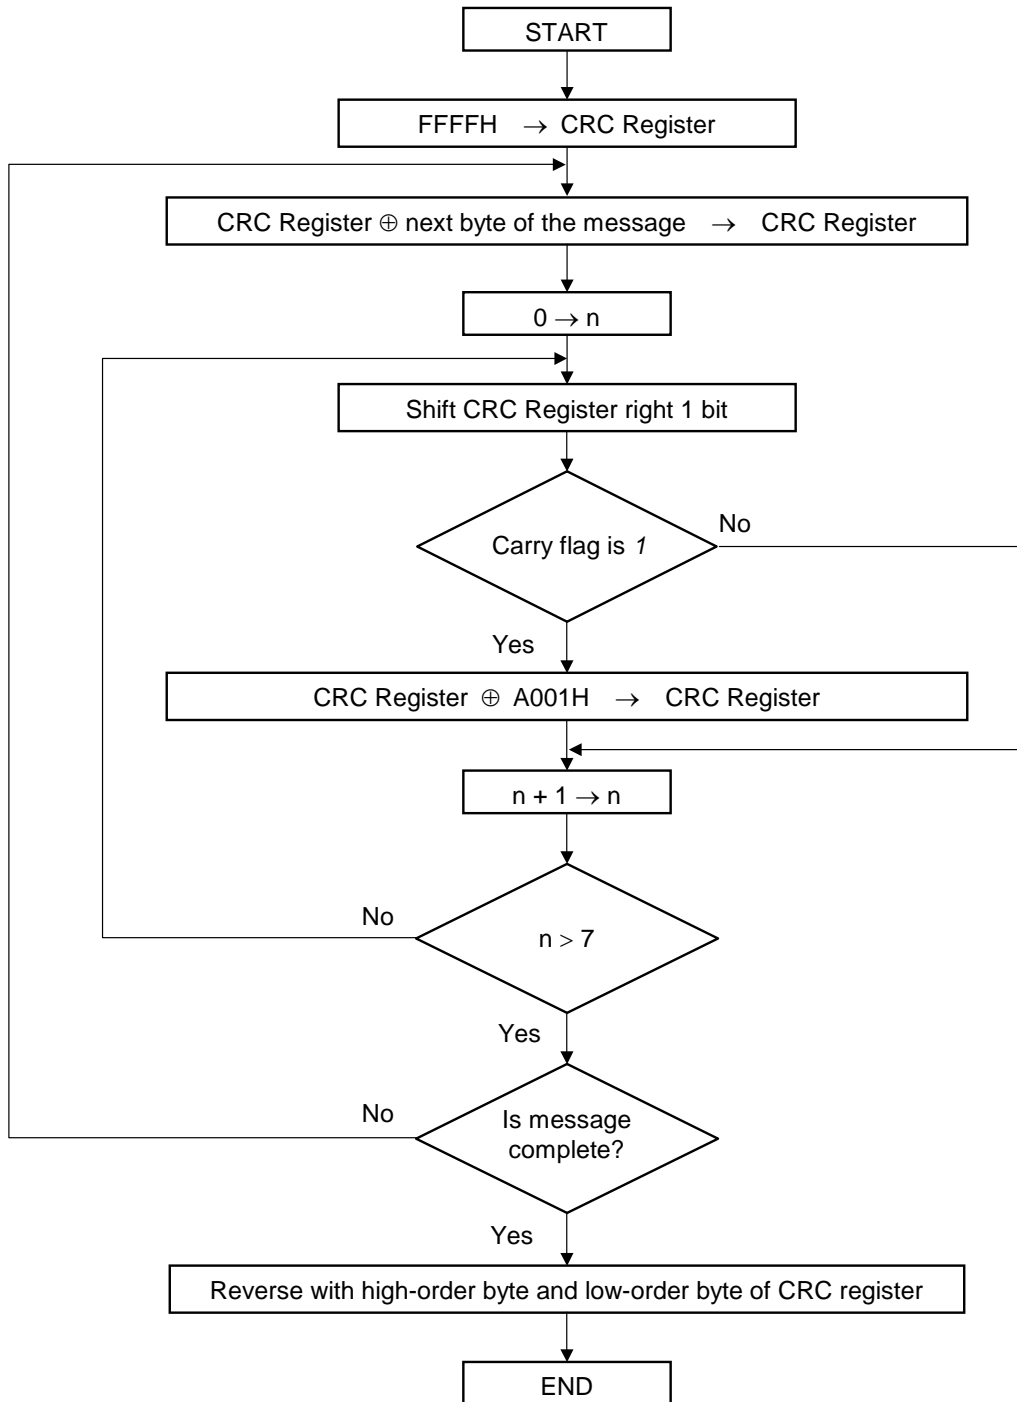 START
FFFFH → CRC Register
CRC Register ⊕ next byte of the message → CRC Register
0 → n
Shift CRC Register right 1 bit
Carry flag is 1
No
Yes
CRC Register ⊕ A001H → CRC Register
n + 1 → n
No
n > 7
Yes
No
Is message
complete?
Yes
Reverse with high-order byte and low-order byte of CRC register
END